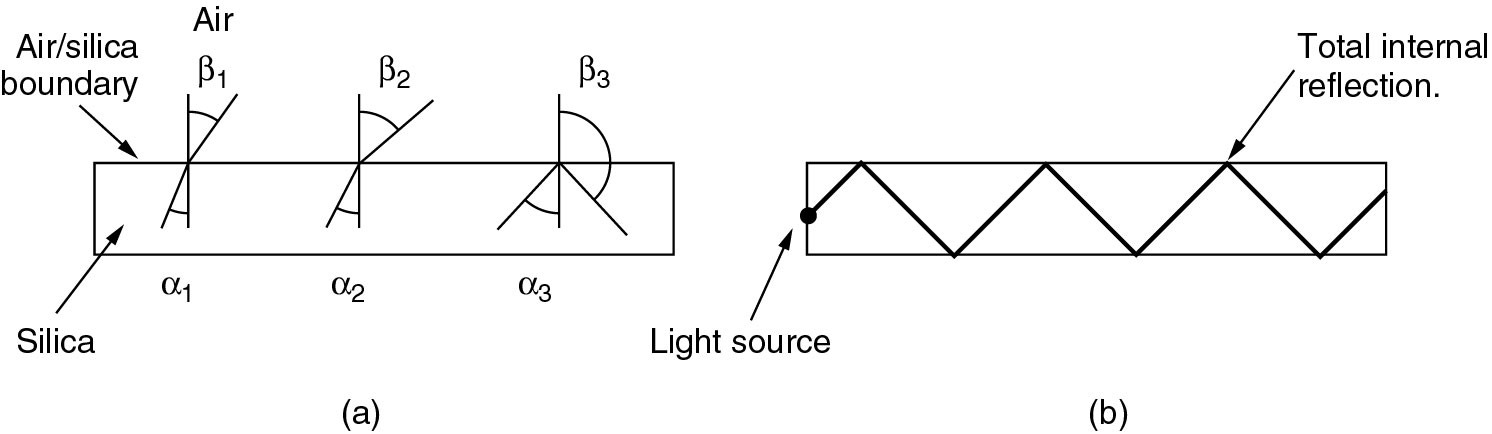 Air
Air/silica
boundary
β1
β2
β3
α1
α2
α3
Silica
(a)
Total internal
reflection.
Light source
(b)